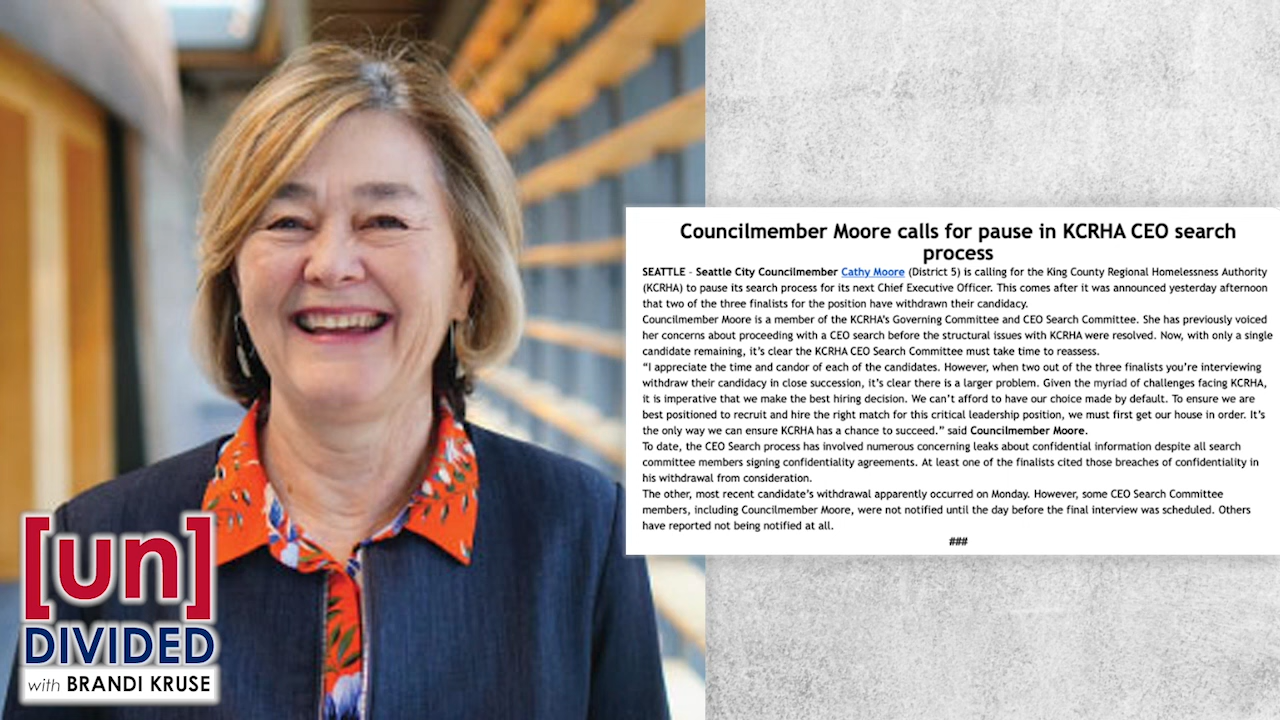 Councilmember Moore calls for pause in KCRHA CEO search
process
SEATTLE - Seattle City Councilmember Cathy Moore (District 5) is calling for the King County Regional Homelessness Authority
(KCRHA) to pause its search process for its next Chief Executive Officer. This comes after it was announced yesterday afternoon
that two of the three finalists for the position have withdrawn their candidacy.
Councilmember Moore is a member of the KCRHA's Governing Committee and CEO Search Committee. She has previously voiced
her concerns about proceeding with a CEO search before the structural issues with KCRHA were resolved. Now, with only a single
candidate remaining, it's clear the KCRHA CEO Search Committee must take time to reassess.
"I appreciate the time and candor of each of the candidates. However, when two out of the three finalists you're interviewing
withdraw their candidacy in close succession, it's clear there is a larger problem. Given the myriad of challenges facing KCRHA,
it is imperative that we make the best hiring decision. We can't afford to have our choice made by default. To ensure we are
best positioned to recruit and hire the right match for this critical leadership position, we must first get our house in order. It's
the only way we can ensure KCRHA has a chance to succeed." said Councilmember Moore.
To date, the CEO Search process has involved numerous concerning leaks about confidential information despite all search
committee members signing confidentiality agreements. At least one of the finalists cited those breaches of confidentiality in
his withdrawal from consideration.
The other, most recent candidate's withdrawal apparently occurred on Monday. However, some CEO Search Committee
members, including Councilmember Moore, were not notified until the day before the final interview was scheduled. Others
have reported not being notified at all.
###
[un]
DIVIDED
with BRANDI KRUSE